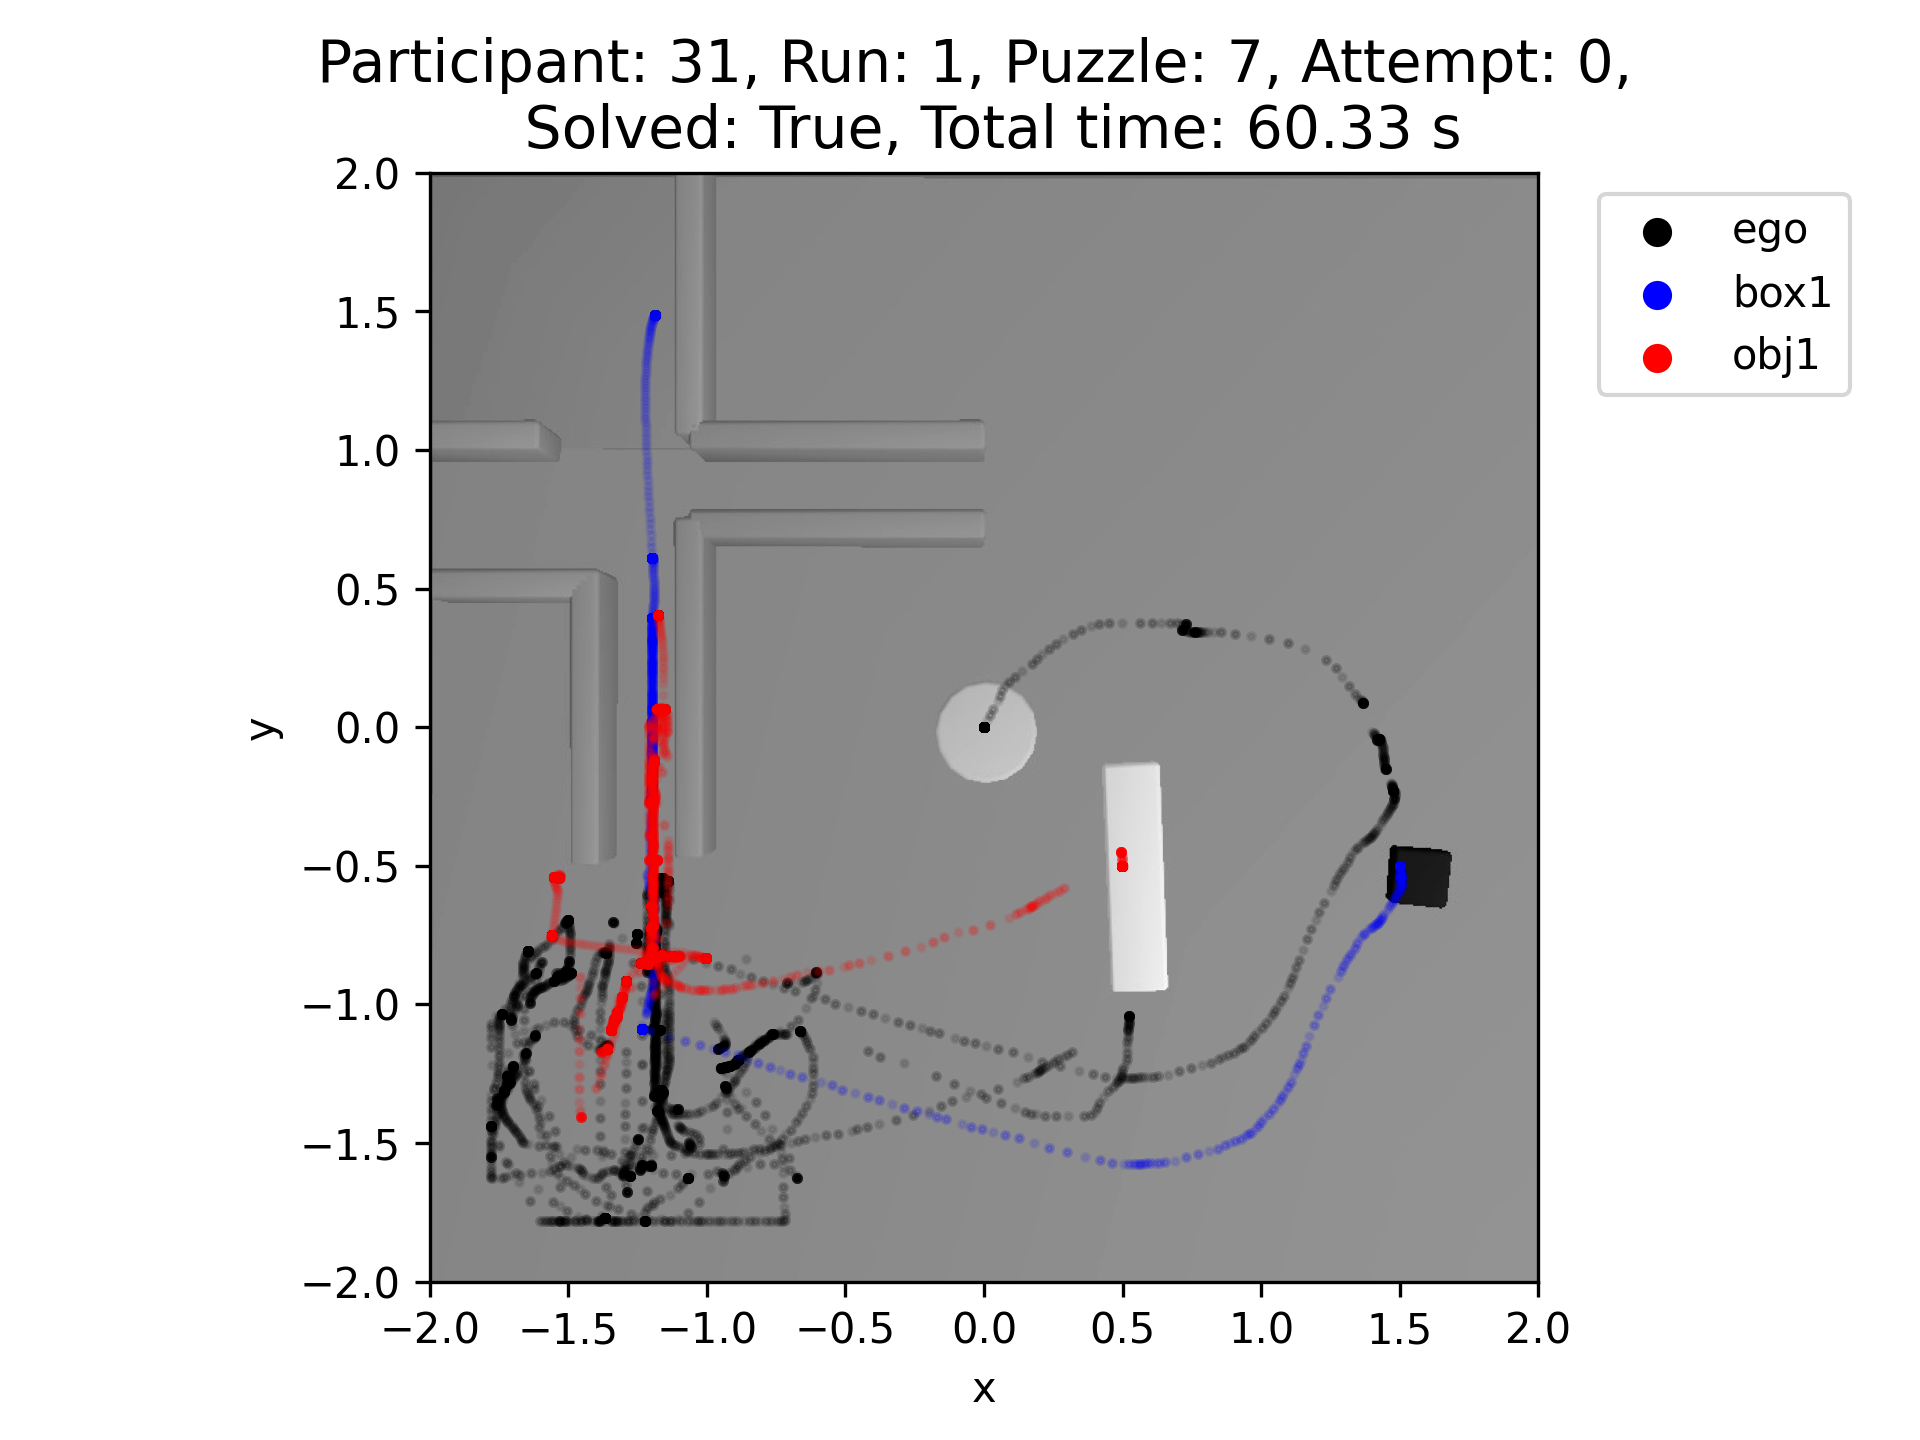 Participant: 31, Run: 1, Puzzle: 7, Attempt: 0,
Solved: True, Total time: 60.33 s
ego
box1
obj1
2.0
1.5
1.0
0.5
0.0
−0.5
−1.0
−1.5
−2.0
y
−2.0 −1.5 −1.0 −0.5 0.0 0.5 1.0 1.5 2.0
x